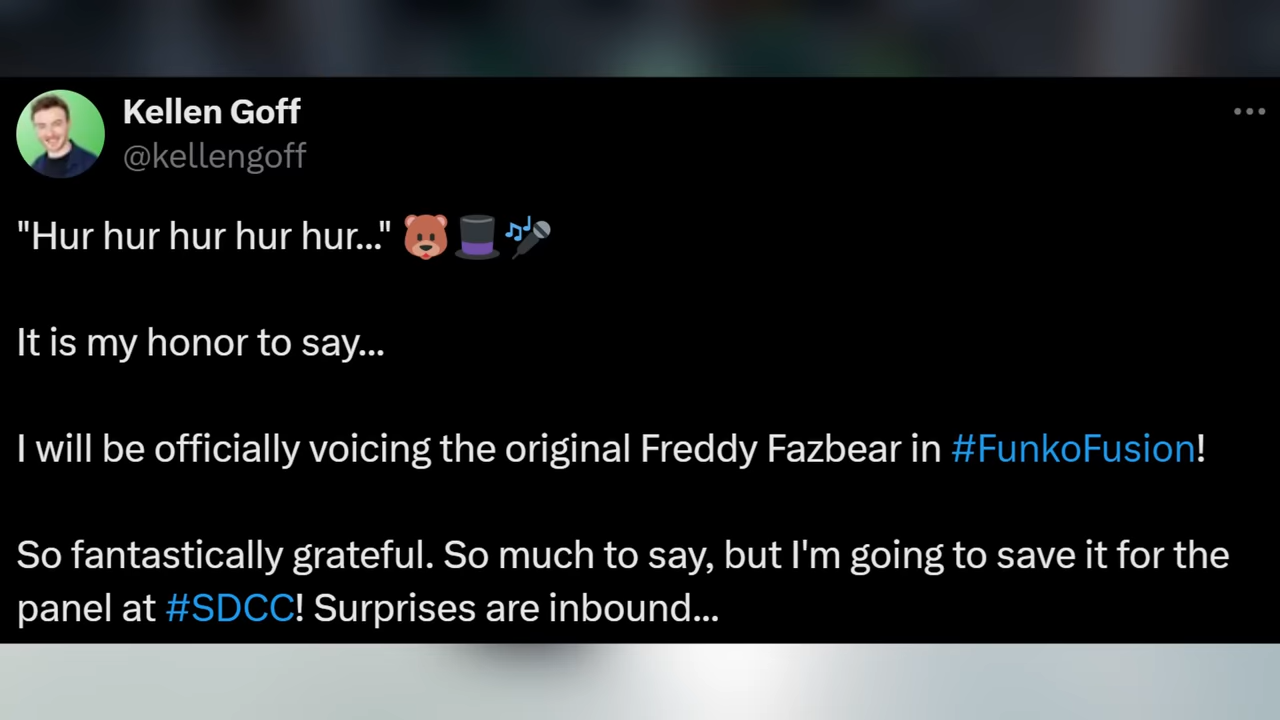 Kellen Goff
@kellengoff
"Hur hur hur hur hur..." 🐻🎩🎤
It is my honor to say...
I will be officially voicing the original Freddy Fazbear in #FunkoFusion!
So fantastically grateful. So much to say, but I'm going to save it for the
panel at #SDCC! Surprises are inbound...